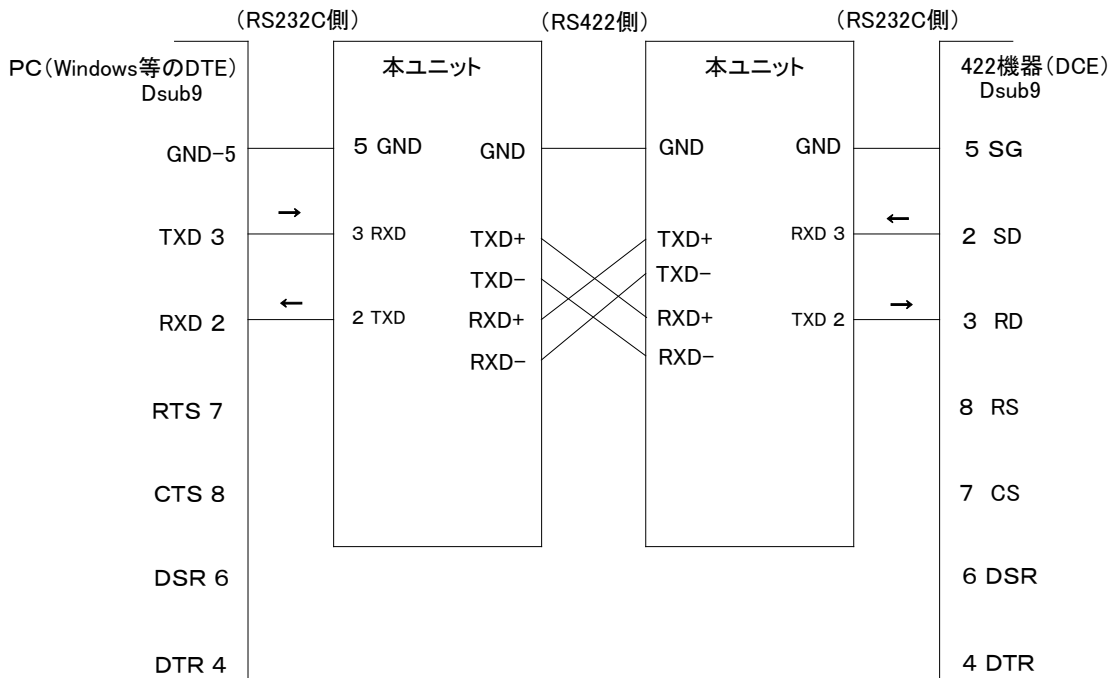 (RS232C側) (RS422側) (RS232C側)
PC(Windows等のDTE) 本ユニット 本ユニット 422機器(DCE)
Dsub9 Dsub9
GND-5 5 GND GND GND GND 5 SG
→ ←
TXD 3 3 RXD TXD+ TXD+ RXD 3 2 SD
TXD- TXD-
← →
RXD 2 2 TXD RXD+ RXD+ TXD 2 3 RD
RXD- RXD-
RTS 7 8 RS
CTS 8 7 CS
DSR 6 6 DSR
DTR 4 4 DTR